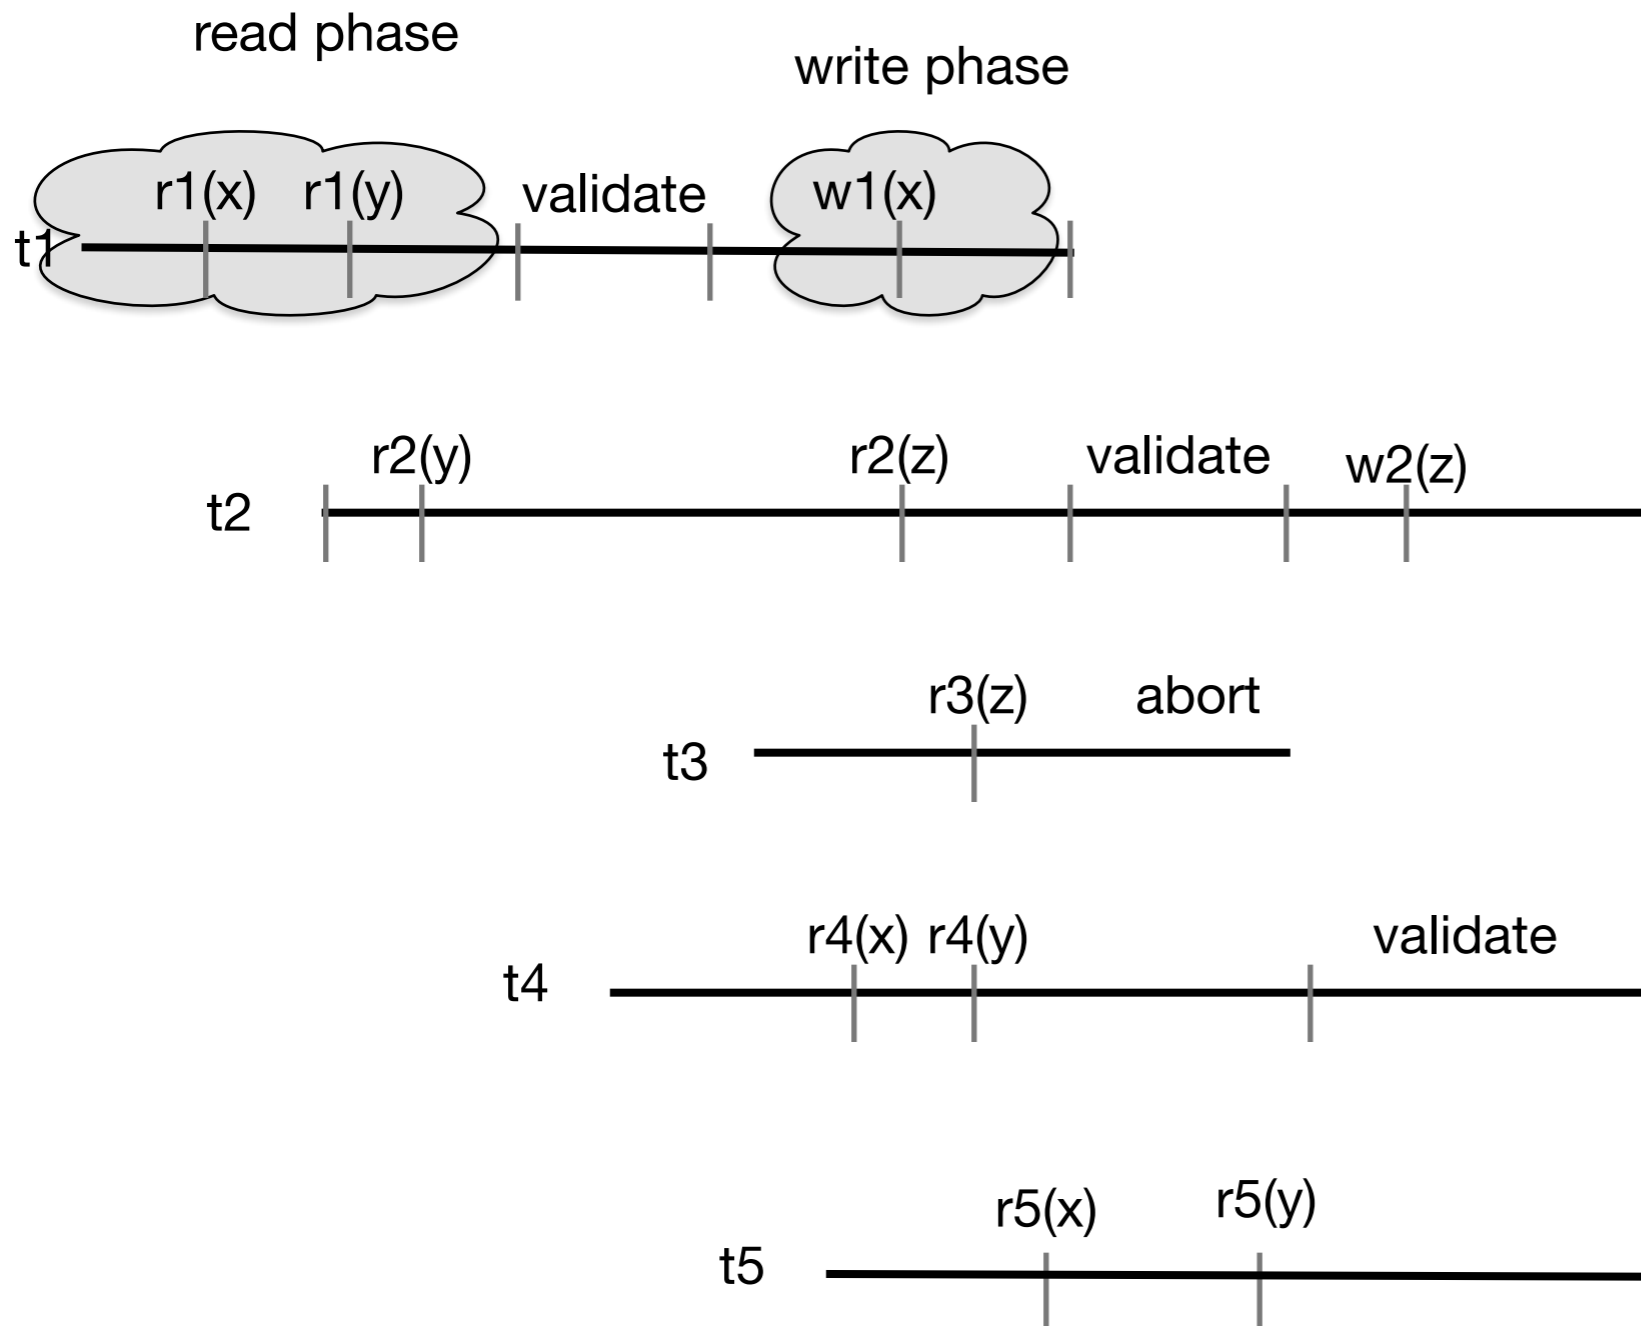 read phase
write phase
r1(x) r1(y) validate w1(x)
t1
r2(y) r2(z) validate w2(z)
t2
r3(z) abort
t3
r4(x) r4(y) validate
t4
r5(x) r5(y)
t5